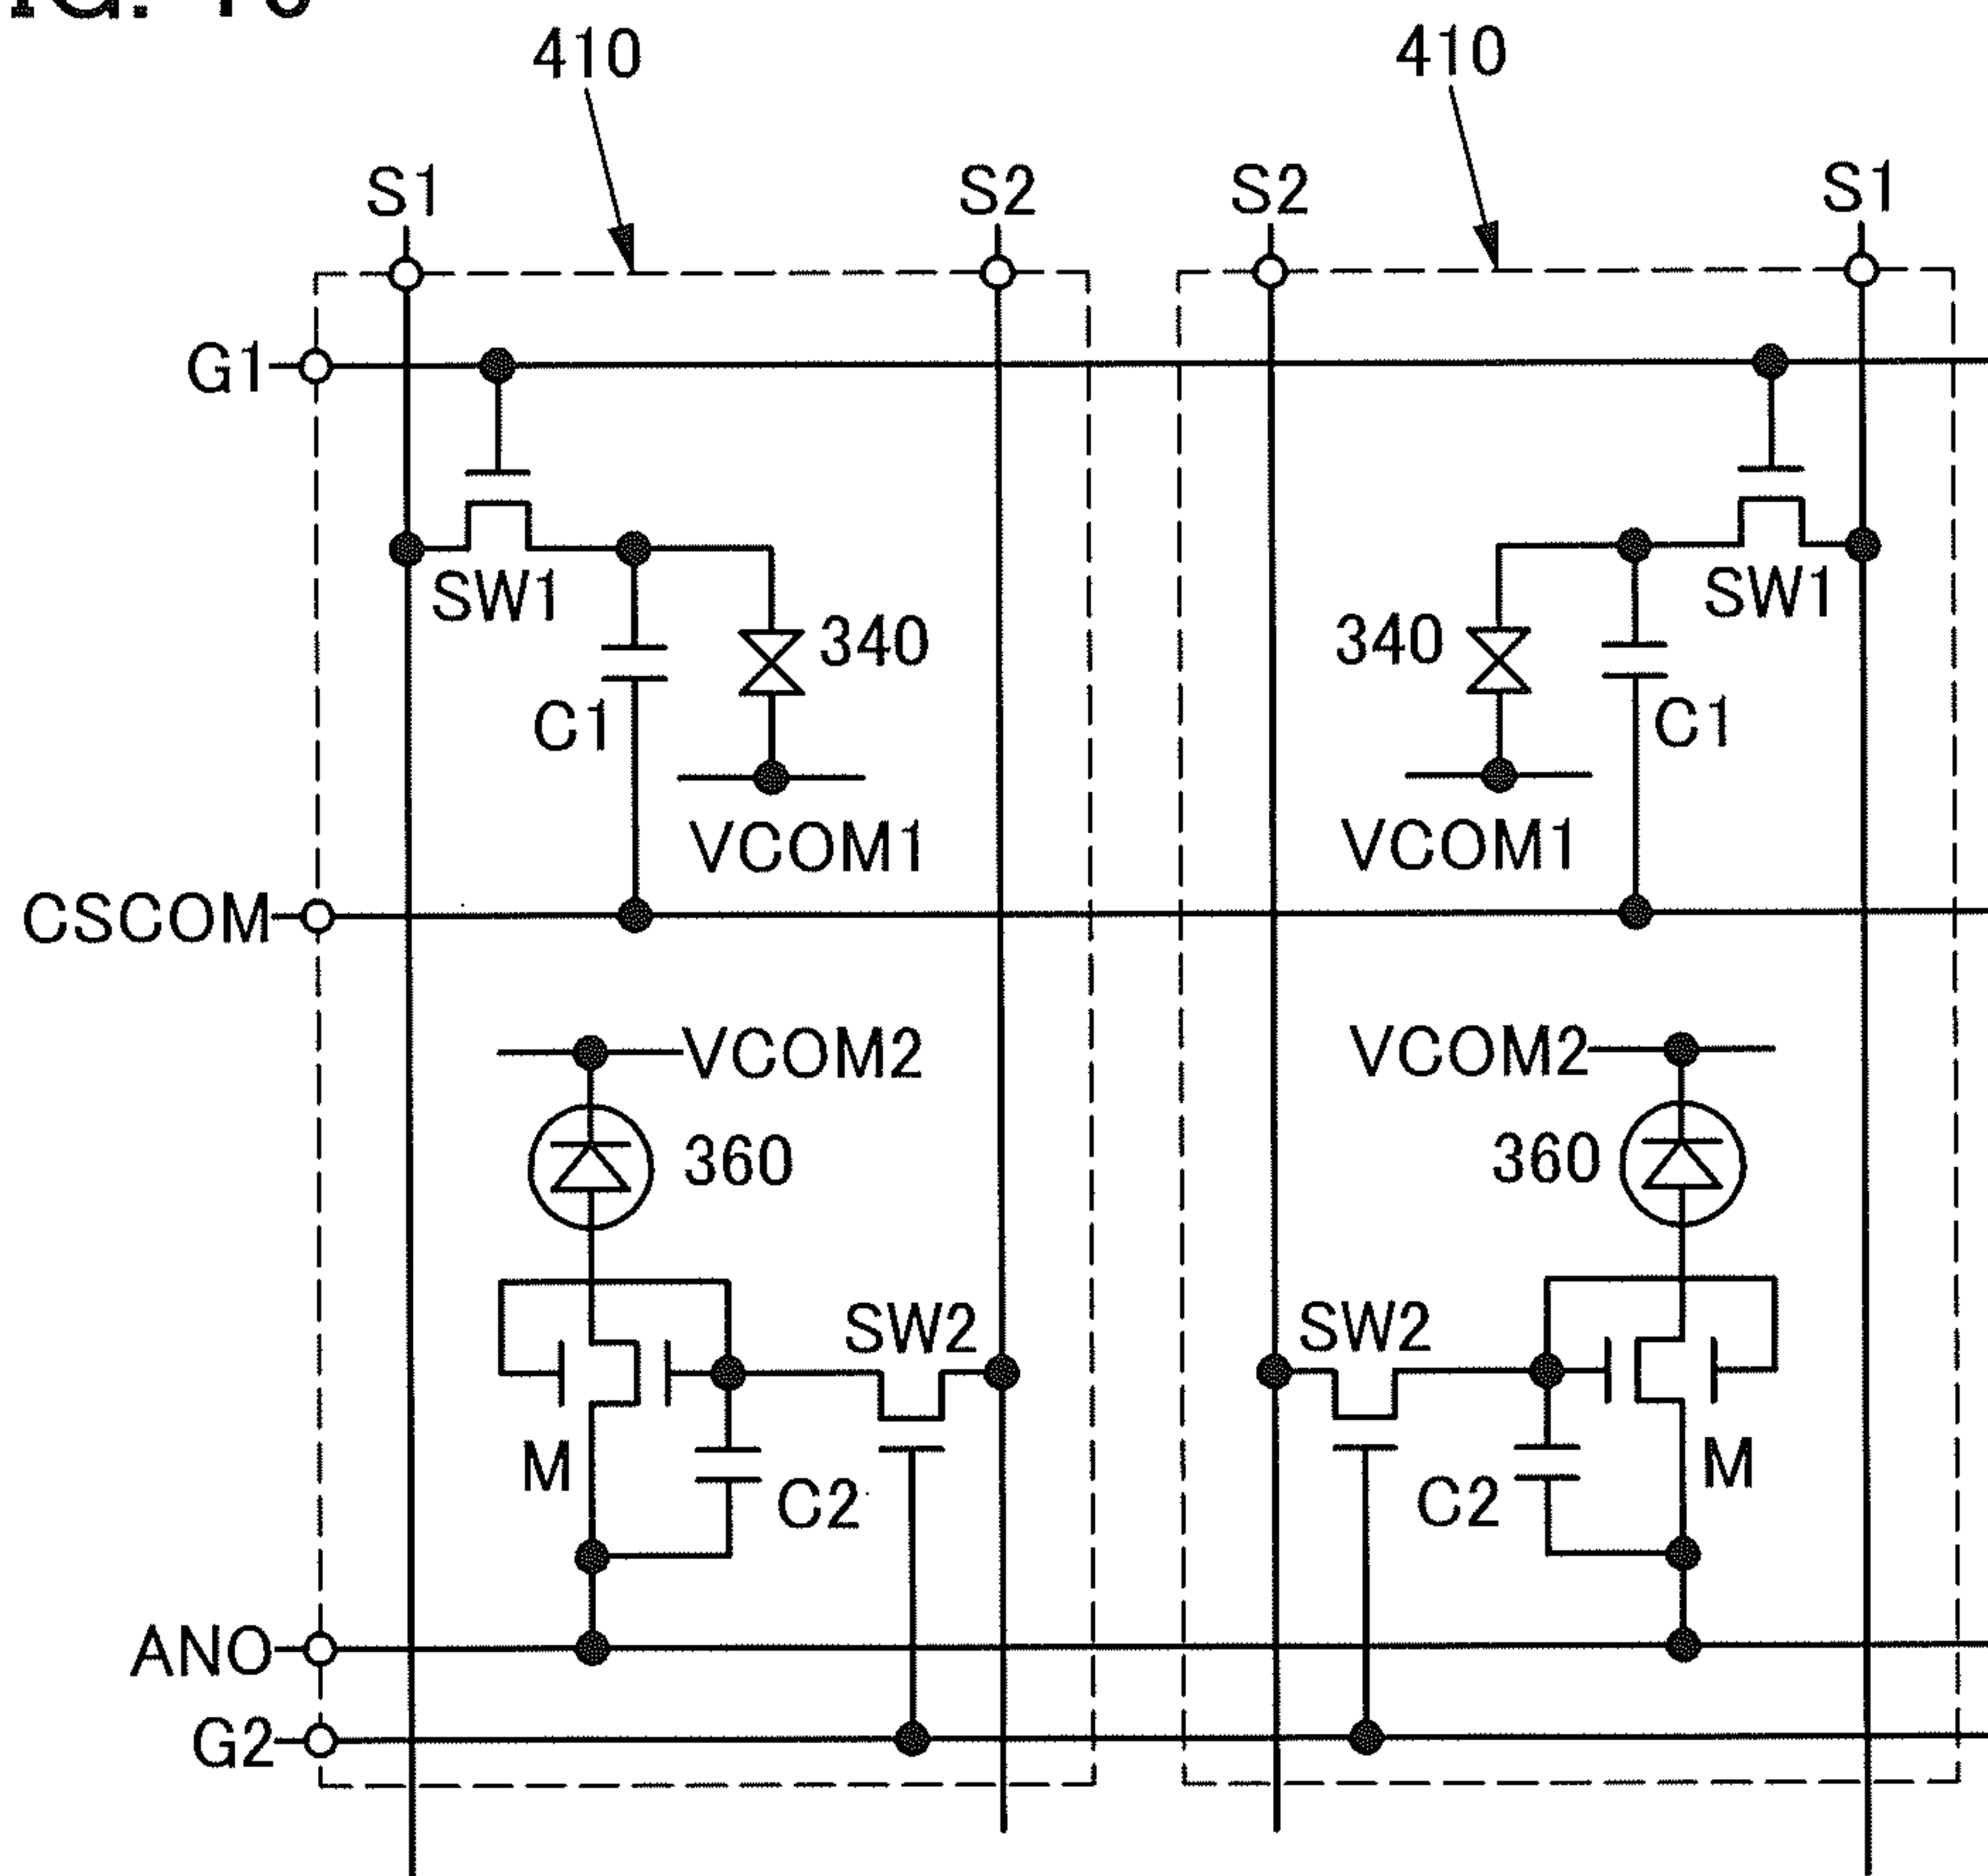 410 410
S1 S2 S2 S1
G1
SW1 SW1
340 340
C1 C1
VCOM1 VCOM1
CSCOM
VCOM2 VCOM2
360 360
SW2 SW2
M C2 C2 M
ANO
G2